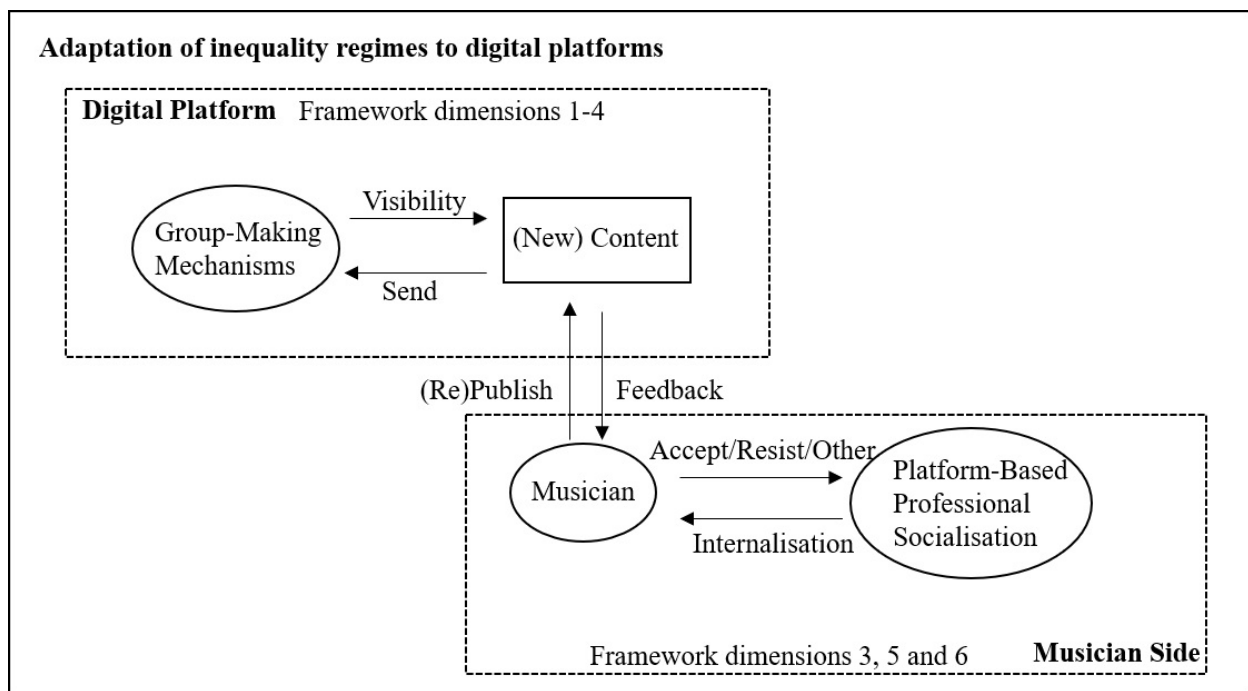 Adaptation of inequality regimes to digital platforms
Digital Platform Framework dimensions 1-4
Visibility
Group-Making
Mechanisms
(New) Content
Send
(Re)Publish
Feedback
Accept/Resist/Other
Musician
Platform-Based
Professional
Socialisation
Internalisation
Framework dimensions 3, 5 and 6 Musician Side